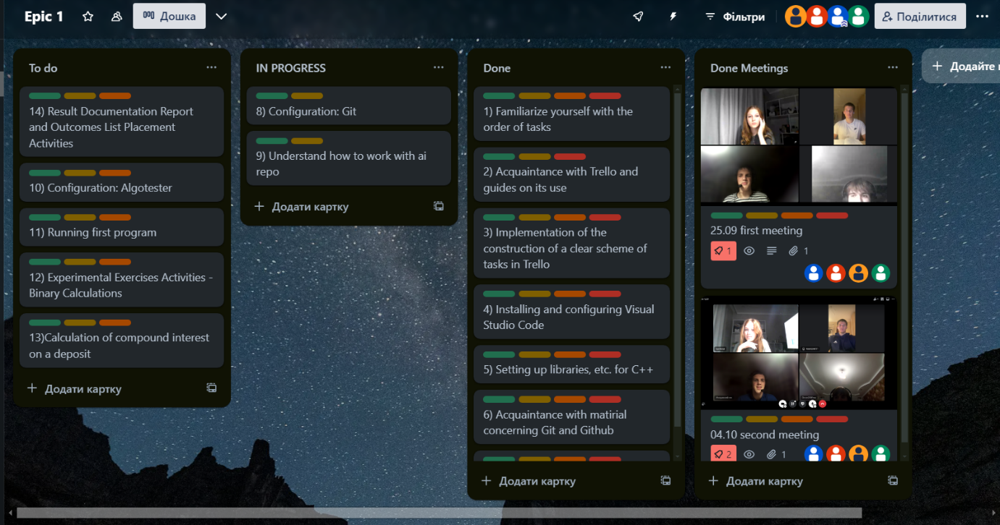 Epic 1
Дошка
Фільтри
Поділитися
To do
14) Result Documentation Report
and Outcomes List Placement
Activities
10) Configuration: Algotester
11) Running first program
12) Experimental Exercises Activities -
Binary Calculations
13)Calculation of compound interest
on a deposit
Додати картку
IN PROGRESS
8) Configuration: Git
9) Understand how to work with ai
repo
Додати картку
Done
1) Familiarize yourself with the
order of tasks
2) Acquaintance with Trello and
guides on its use
3) Implementation of the
construction of a clear scheme of
tasks in Trello
4) Installing and configuring Visual
Studio Code
5) Setting up libraries, etc. for C++
6) Acquaintance with matirial
concerning Git and Github
Додати картку
Done Meetings
25.09 first meeting
1
1
04.10 second meeting
2
1
Додати картку
Додайте